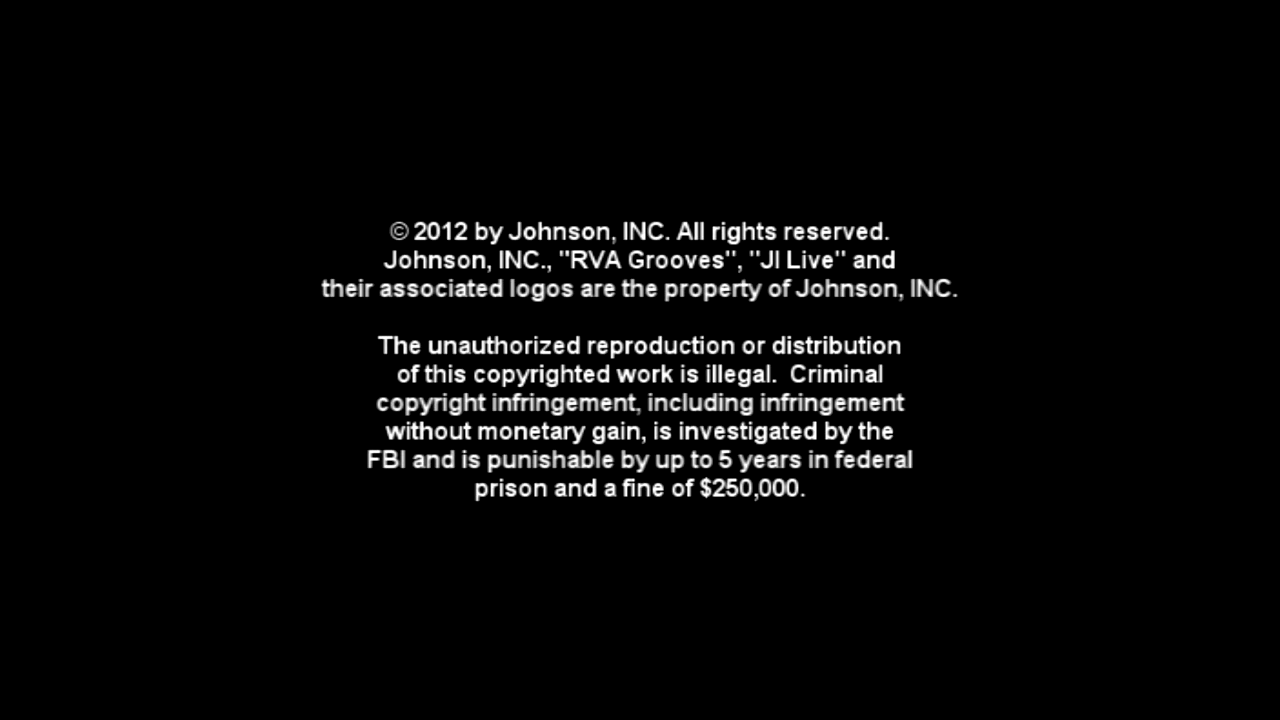 © 2012 by Johnson, INC. All rights reserved.
Johnson, INC., "RVA Grooves", "JI Live" and
their associated logos are the property of Johnson, INC.
The unauthorized reproduction or distribution
of this copyrighted work is illegal.  Criminal
copyright infringement, including infringement
without monetary gain, is investigated by the
FBI and is punishable by up to 5 years in federal
prison and a fine of $250,000.